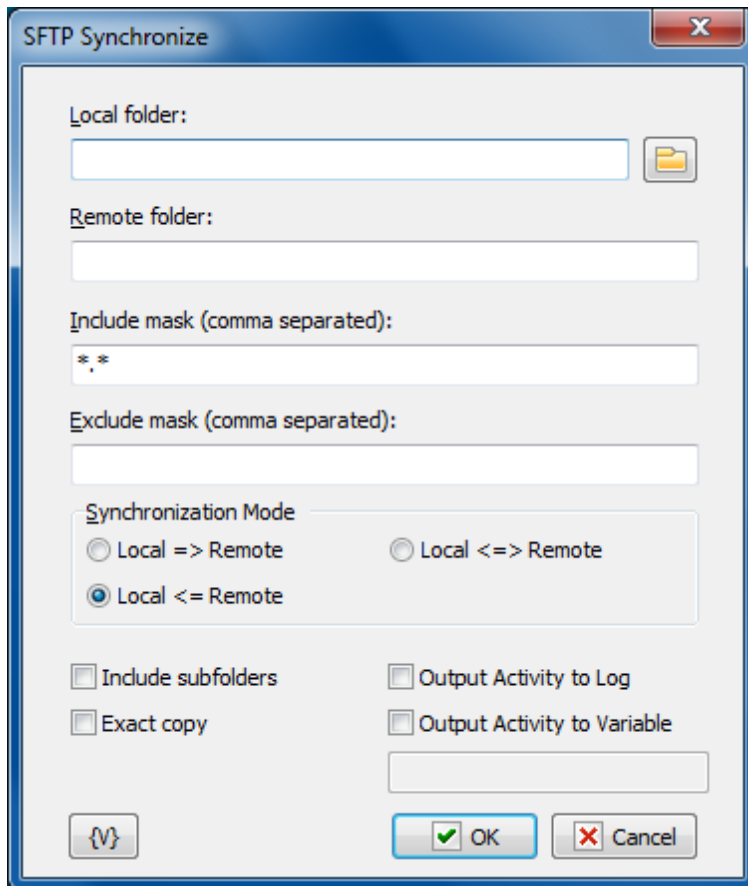 SFTP Synchronize
Local folder:
Remote folder:
Include mask (comma separated):
*.*
Exclude mask (comma separated):
Synchronization Mode
Local => Remote
Local <=> Remote
Local <= Remote
Include subfolders
Output Activity to Log
Exact copy
Output Activity to Variable
{V}
OK
Cancel